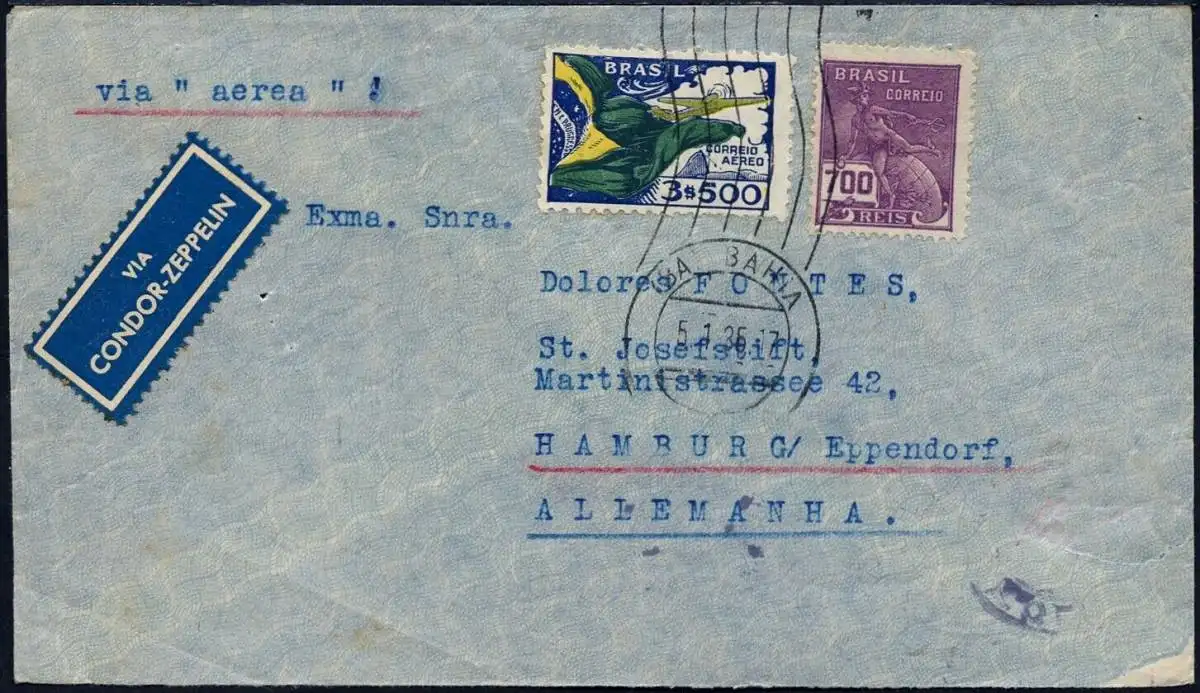 via " aerea " !
VIA
CONDOR-ZEPPELIN
BRASIL
CORREIO
AEREO
3$500
BRASIL
CORREIO
700
REIS
BAHIA
5.1.36.17
Exma. Snra.
Dolores F O N T E S,
St. Josefstift,
Martinistrassee 42,
H A M B U R G/ Eppendorf,
A L L E M A N H A .